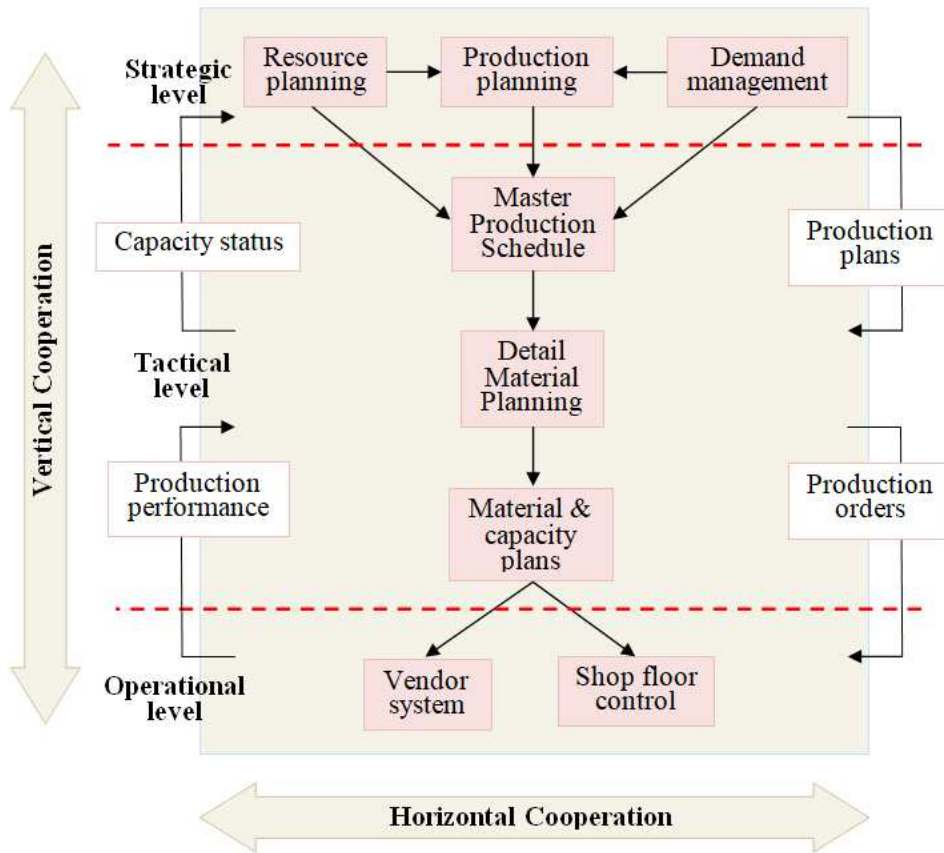 Strategic
level
Resource
planning
Production
planning
Demand
management
Master
Production
Schedule
Capacity status
Production
plans
Vertical Cooperation
Tactical
level
Detail
Material
Planning
Production
performance
Material &
capacity
plans
Production
orders
Operational
level
Vendor
system
Shop floor
control
Horizontal Cooperation